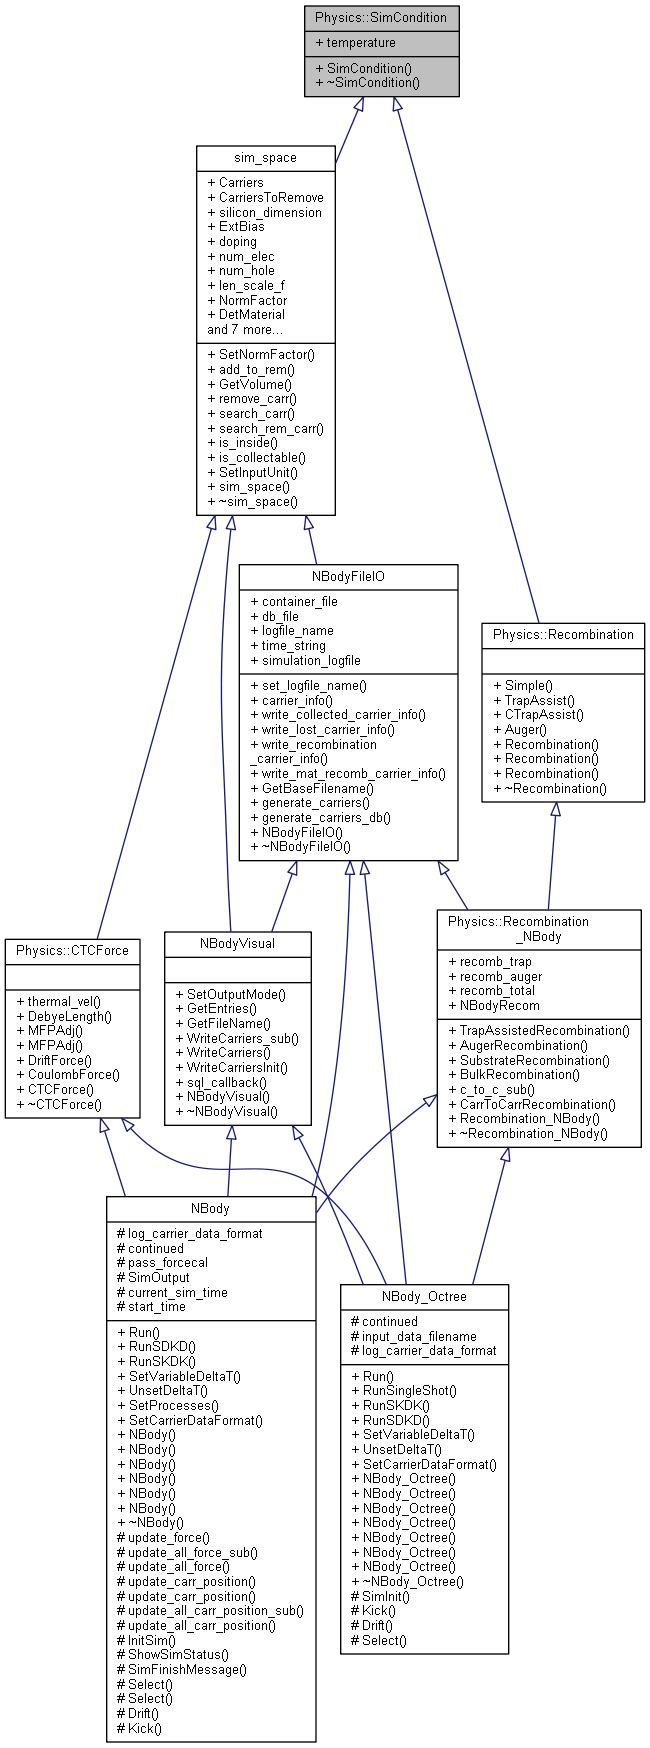 Physics::SimCondition
+ temperature
+ SimCondition()
+ ~SimCondition()
sim_space
+ Carriers
+ CarriersToRemove
+ silicon_dimension
+ ExtBias
+ doping
+ num_elec
+ num_hole
+ len_scale_f
+ NormFactor
+ DetMaterial
and 7 more...
+ SetNormFactor()
+ add_to_rem()
+ GetVolume()
+ remove_carr()
+ search_carr()
+ search_rem_carr()
+ is_inside()
+ is_collectable()
+ SetInputUnit()
+ sim_space()
+ ~sim_space()
NBodyFileIO
+ container_file
+ db_file
+ logfile_name
+ time_string
+ simulation_logfile
+ set_logfile_name()
+ carrier_info()
+ write_collected_carrier_info()
+ write_lost_carrier_info()
+ write_recombination
_carrier_info()
+ write_mat_recomb_carrier_info()
+ GetBaseFilename()
+ generate_carriers()
+ generate_carriers_db()
+ NBodyFileIO()
+ ~NBodyFileIO()
Physics::Recombination
+ Simple()
+ TrapAssist()
+ CTrapAssist()
+ Auger()
+ Recombination()
+ Recombination()
+ Recombination()
+ ~Recombination()
Physics::CTCForce
+ thermal_vel()
+ DebyeLength()
+ MFPAdj()
+ MFPAdj()
+ DriftForce()
+ CoulombForce()
+ CTCForce()
+ ~CTCForce()
NBodyVisual
+ SetOutputMode()
+ GetEntries()
+ GetFileName()
+ WriteCarriers_sub()
+ WriteCarriers()
+ WriteCarriersInit()
+ sql_callback()
+ NBodyVisual()
+ ~NBodyVisual()
Physics::Recombination
_NBody
+ recomb_trap
+ recomb_auger
+ recomb_total
+ NBodyRecom
+ TrapAssistedRecombination()
+ AugerRecombination()
+ SubstrateRecombination()
+ BulkRecombination()
+ c_to_c_sub()
+ CarrToCarrRecombination()
+ Recombination_NBody()
+ ~Recombination_NBody()
NBody
# log_carrier_data_format
# continued
# pass_forcecal
# SimOutput
# current_sim_time
# start_time
+ Run()
+ RunSDKD()
+ RunSKDK()
+ SetVariableDeltaT()
+ UnsetDeltaT()
+ SetProcesses()
+ SetCarrierDataFormat()
+ NBody()
+ NBody()
+ NBody()
+ NBody()
+ NBody()
+ NBody()
+ ~NBody()
# update_force()
# update_all_force_sub()
# update_all_force()
# update_carr_position()
# update_carr_position()
# update_all_carr_position_sub()
# update_all_carr_position()
# InitSim()
# ShowSimStatus()
# SimFinishMessage()
# Select()
# Select()
# Drift()
# Kick()
NBody_Octree
# continued
# input_data_filename
# log_carrier_data_format
+ Run()
+ RunSingleShot()
+ RunSKDK()
+ RunSDKD()
+ SetVariableDeltaT()
+ UnsetDeltaT()
+ SetCarrierDataFormat()
+ NBody_Octree()
+ NBody_Octree()
+ NBody_Octree()
+ NBody_Octree()
+ NBody_Octree()
+ NBody_Octree()
+ NBody_Octree()
+ ~NBody_Octree()
# SimInit()
# Kick()
# Drift()
# Select()